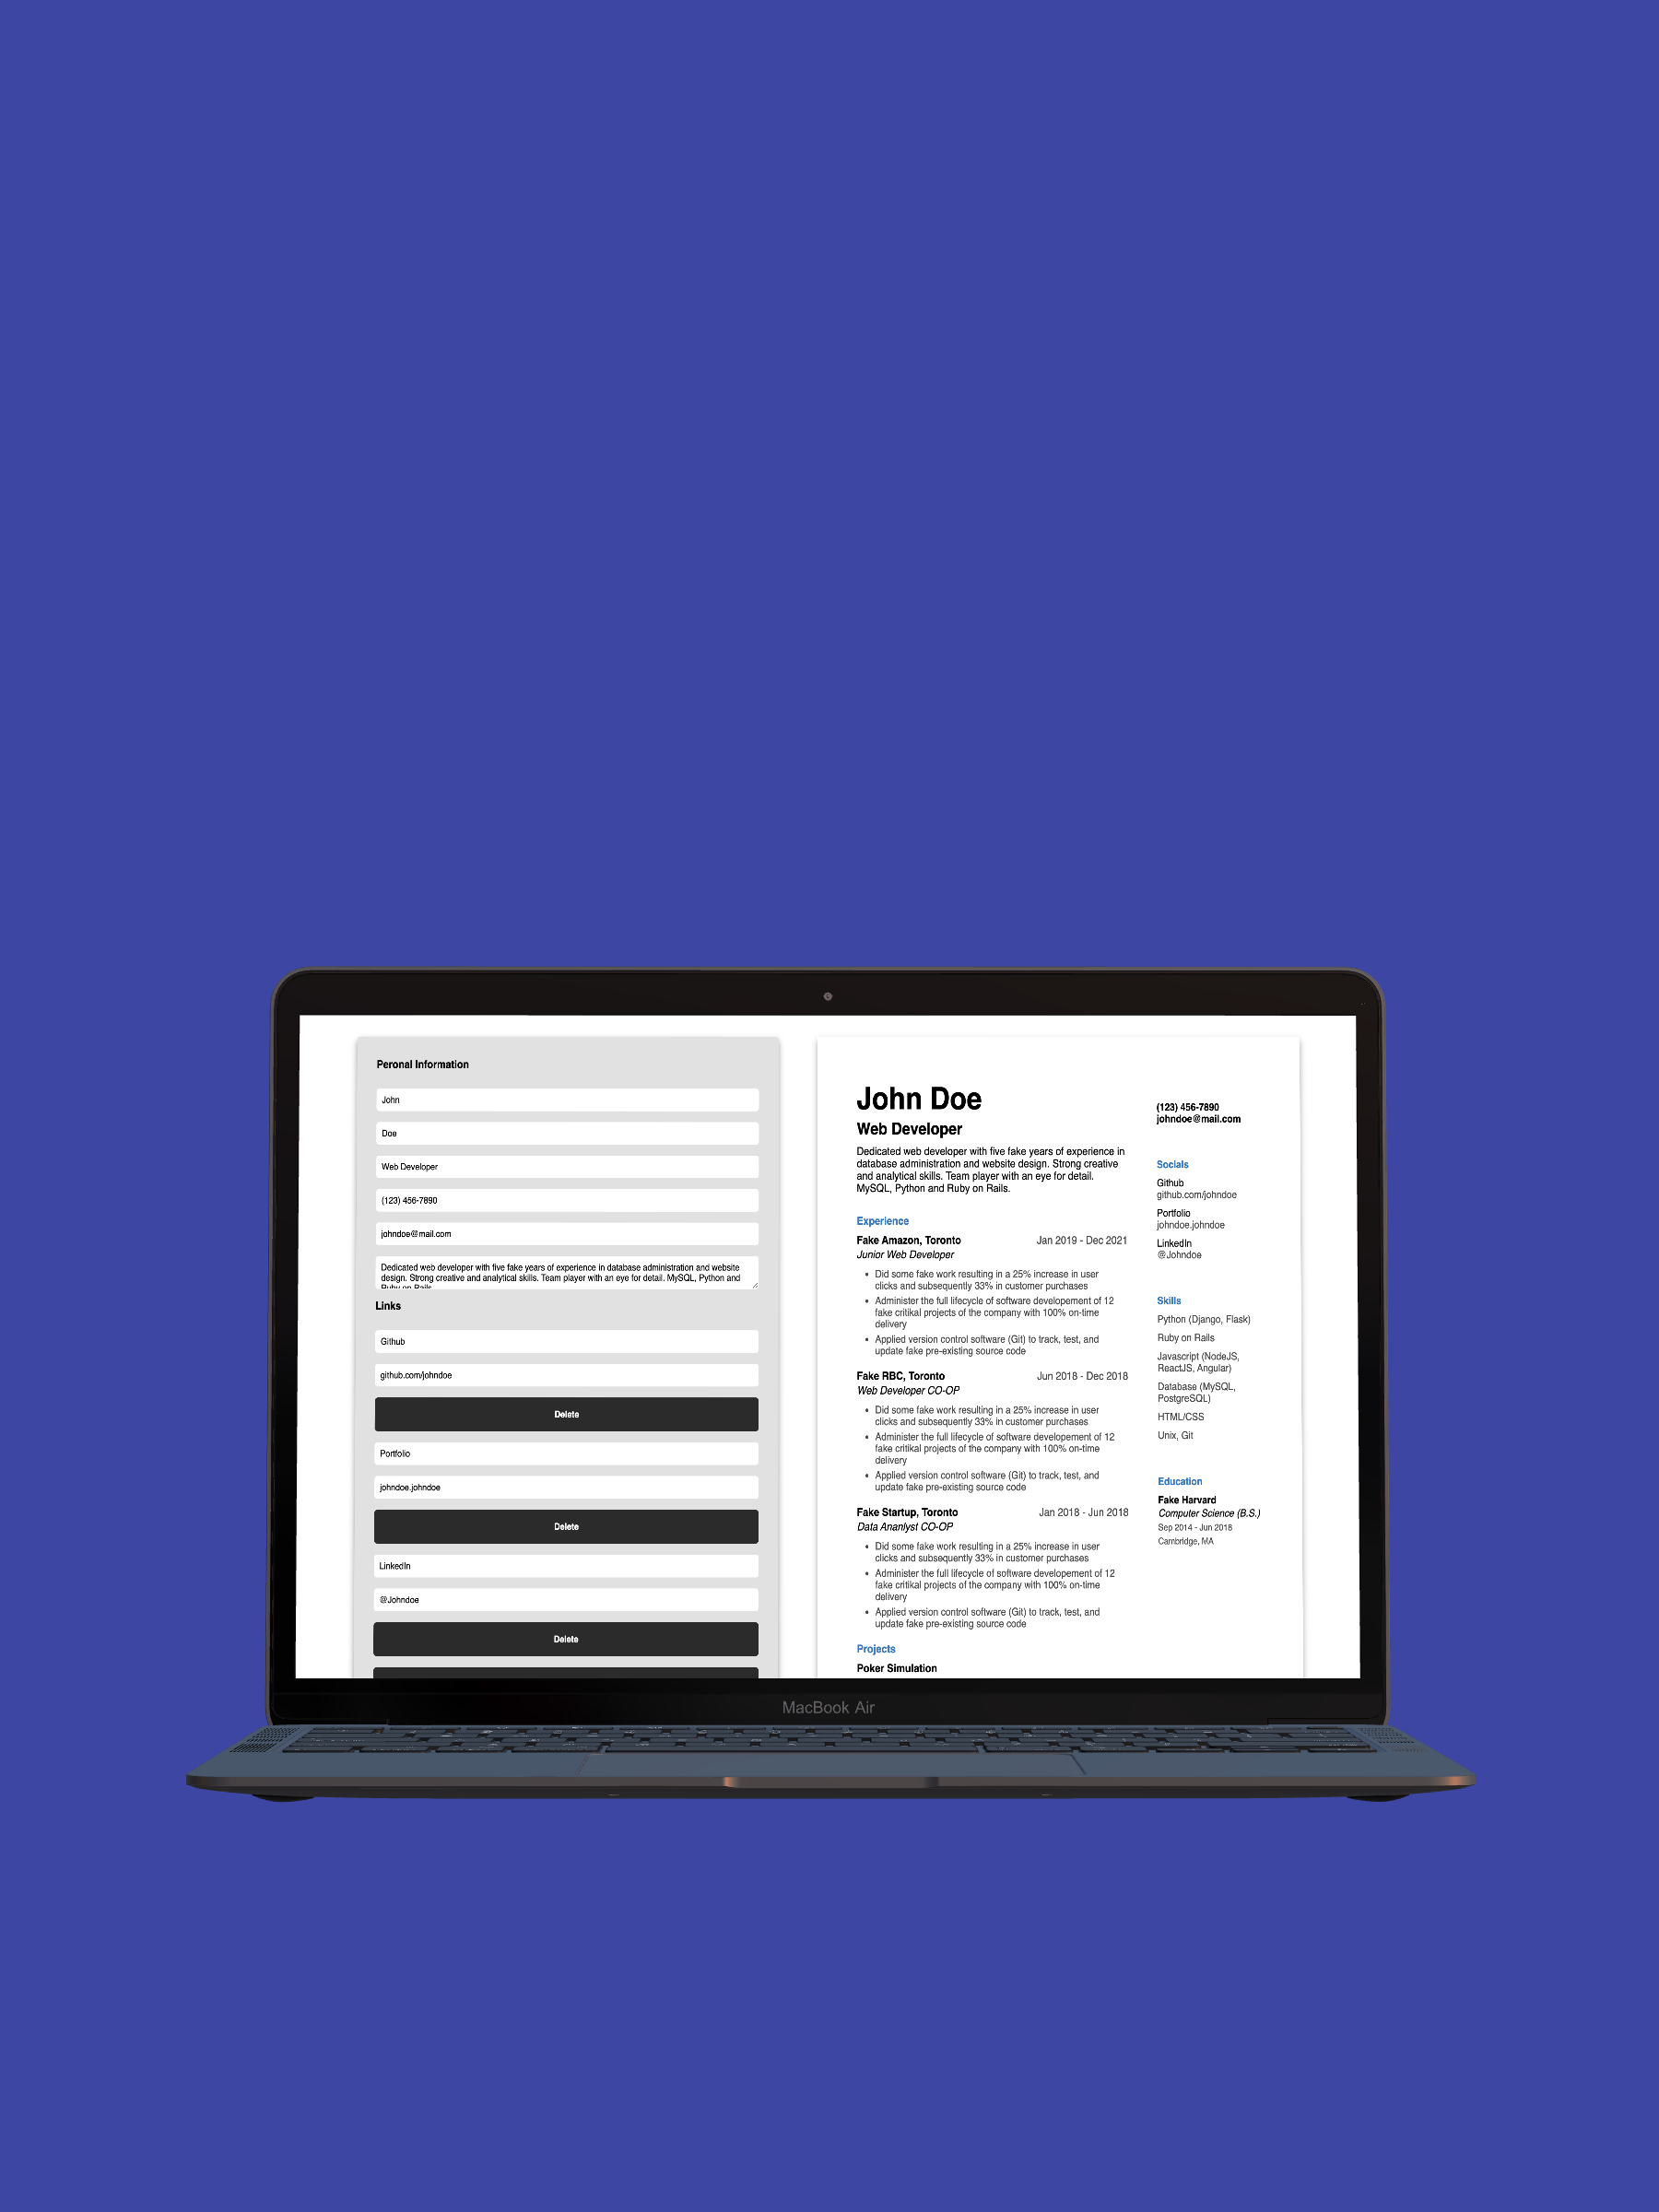 Peronal Information
John
Doe
Web Developer
(123) 456-7890
johndoe@mail.com
Dedicated web developer with five fake years of experience in database administration and website
design. Strong creative and analytical skills. Team player with an eye for detail. MySQL, Python and
Ruby on Rails.
Links
Github
github.com/johndoe
Delete
Portfolio
johndoe.johndoe
Delete
LinkedIn
@Johndoe
Delete
John Doe
Web Developer
Dedicated web developer with five fake years of experience in
database administration and website design. Strong creative
and analytical skills. Team player with an eye for detail.
MySQL, Python and Ruby on Rails.
Experience
Fake Amazon, Toronto Jan 2019 - Dec 2021
Junior Web Developer
• Did some fake work resulting in a 25% increase in user
clicks and subsequently 33% in customer purchases
• Administer the full lifecycle of software developement of 12
fake critikal projects of the company with 100% on-time
delivery
• Applied version control software (Git) to track, test, and
update fake pre-existing source code
Fake RBC, Toronto Jun 2018 - Dec 2018
Web Developer CO-OP
• Did some fake work resulting in a 25% increase in user
clicks and subsequently 33% in customer purchases
• Administer the full lifecycle of software developement of 12
fake critikal projects of the company with 100% on-time
delivery
• Applied version control software (Git) to track, test, and
update fake pre-existing source code
Fake Startup, Toronto Jan 2018 - Jun 2018
Data Ananlyst CO-OP
• Did some fake work resulting in a 25% increase in user
clicks and subsequently 33% in customer purchases
• Administer the full lifecycle of software developement of 12
fake critikal projects of the company with 100% on-time
delivery
• Applied version control software (Git) to track, test, and
update fake pre-existing source code
Projects
Poker Simulation
(123) 456-7890
johndoe@mail.com
Socials
Github
github.com/johndoe
Portfolio
johndoe.johndoe
LinkedIn
@Johndoe
Skills
Python (Django, Flask)
Ruby on Rails
Javascript (NodeJS,
ReactJS, Angular)
Database (MySQL,
PostgreSQL)
HTML/CSS
Unix, Git
Education
Fake Harvard
Computer Science (B.S.)
Sep 2014 - Jun 2018
Cambridge, MA
MacBook Air